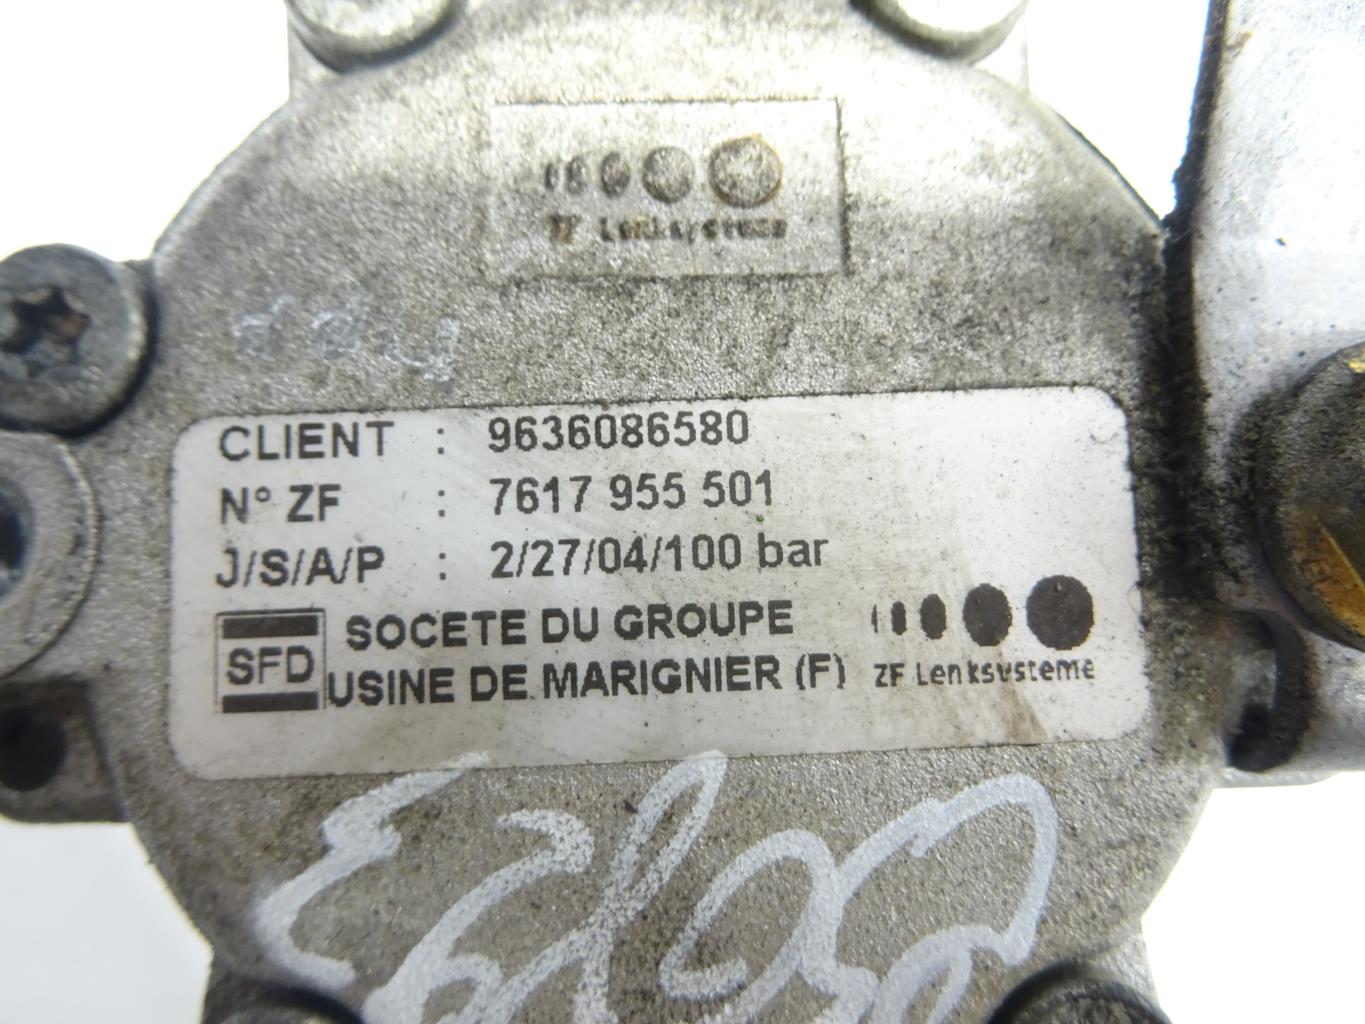 ZF Lenksysteme
CLIENT : 9636086580
N° ZF : 7617 955 501
J/S/A/P : 2/27/04/100 bar
SFD SOCETE DU GROUPE
USINE DE MARIGNIER (F) ZF Lenksysteme